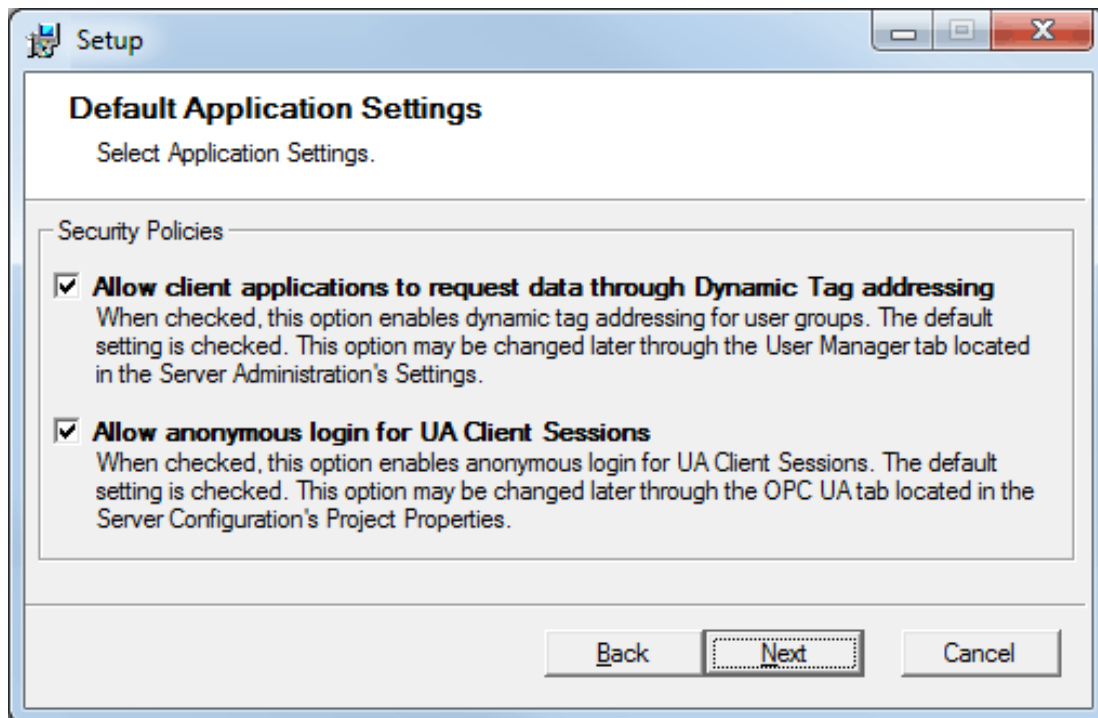 Setup
Default Application Settings
Select Application Settings.
Security Policies
Allow client applications to request data through Dynamic Tag addressing
When checked, this option enables dynamic tag addressing for user groups. The default
setting is checked. This option may be changed later through the User Manager tab located
in the Server Administration's Settings.
Allow anonymous login for UA Client Sessions
When checked, this option enables anonymous login for UA Client Sessions. The default
setting is checked. This option may be changed later through the OPC UA tab located in the
Server Configuration's Project Properties.
Back Next Cancel